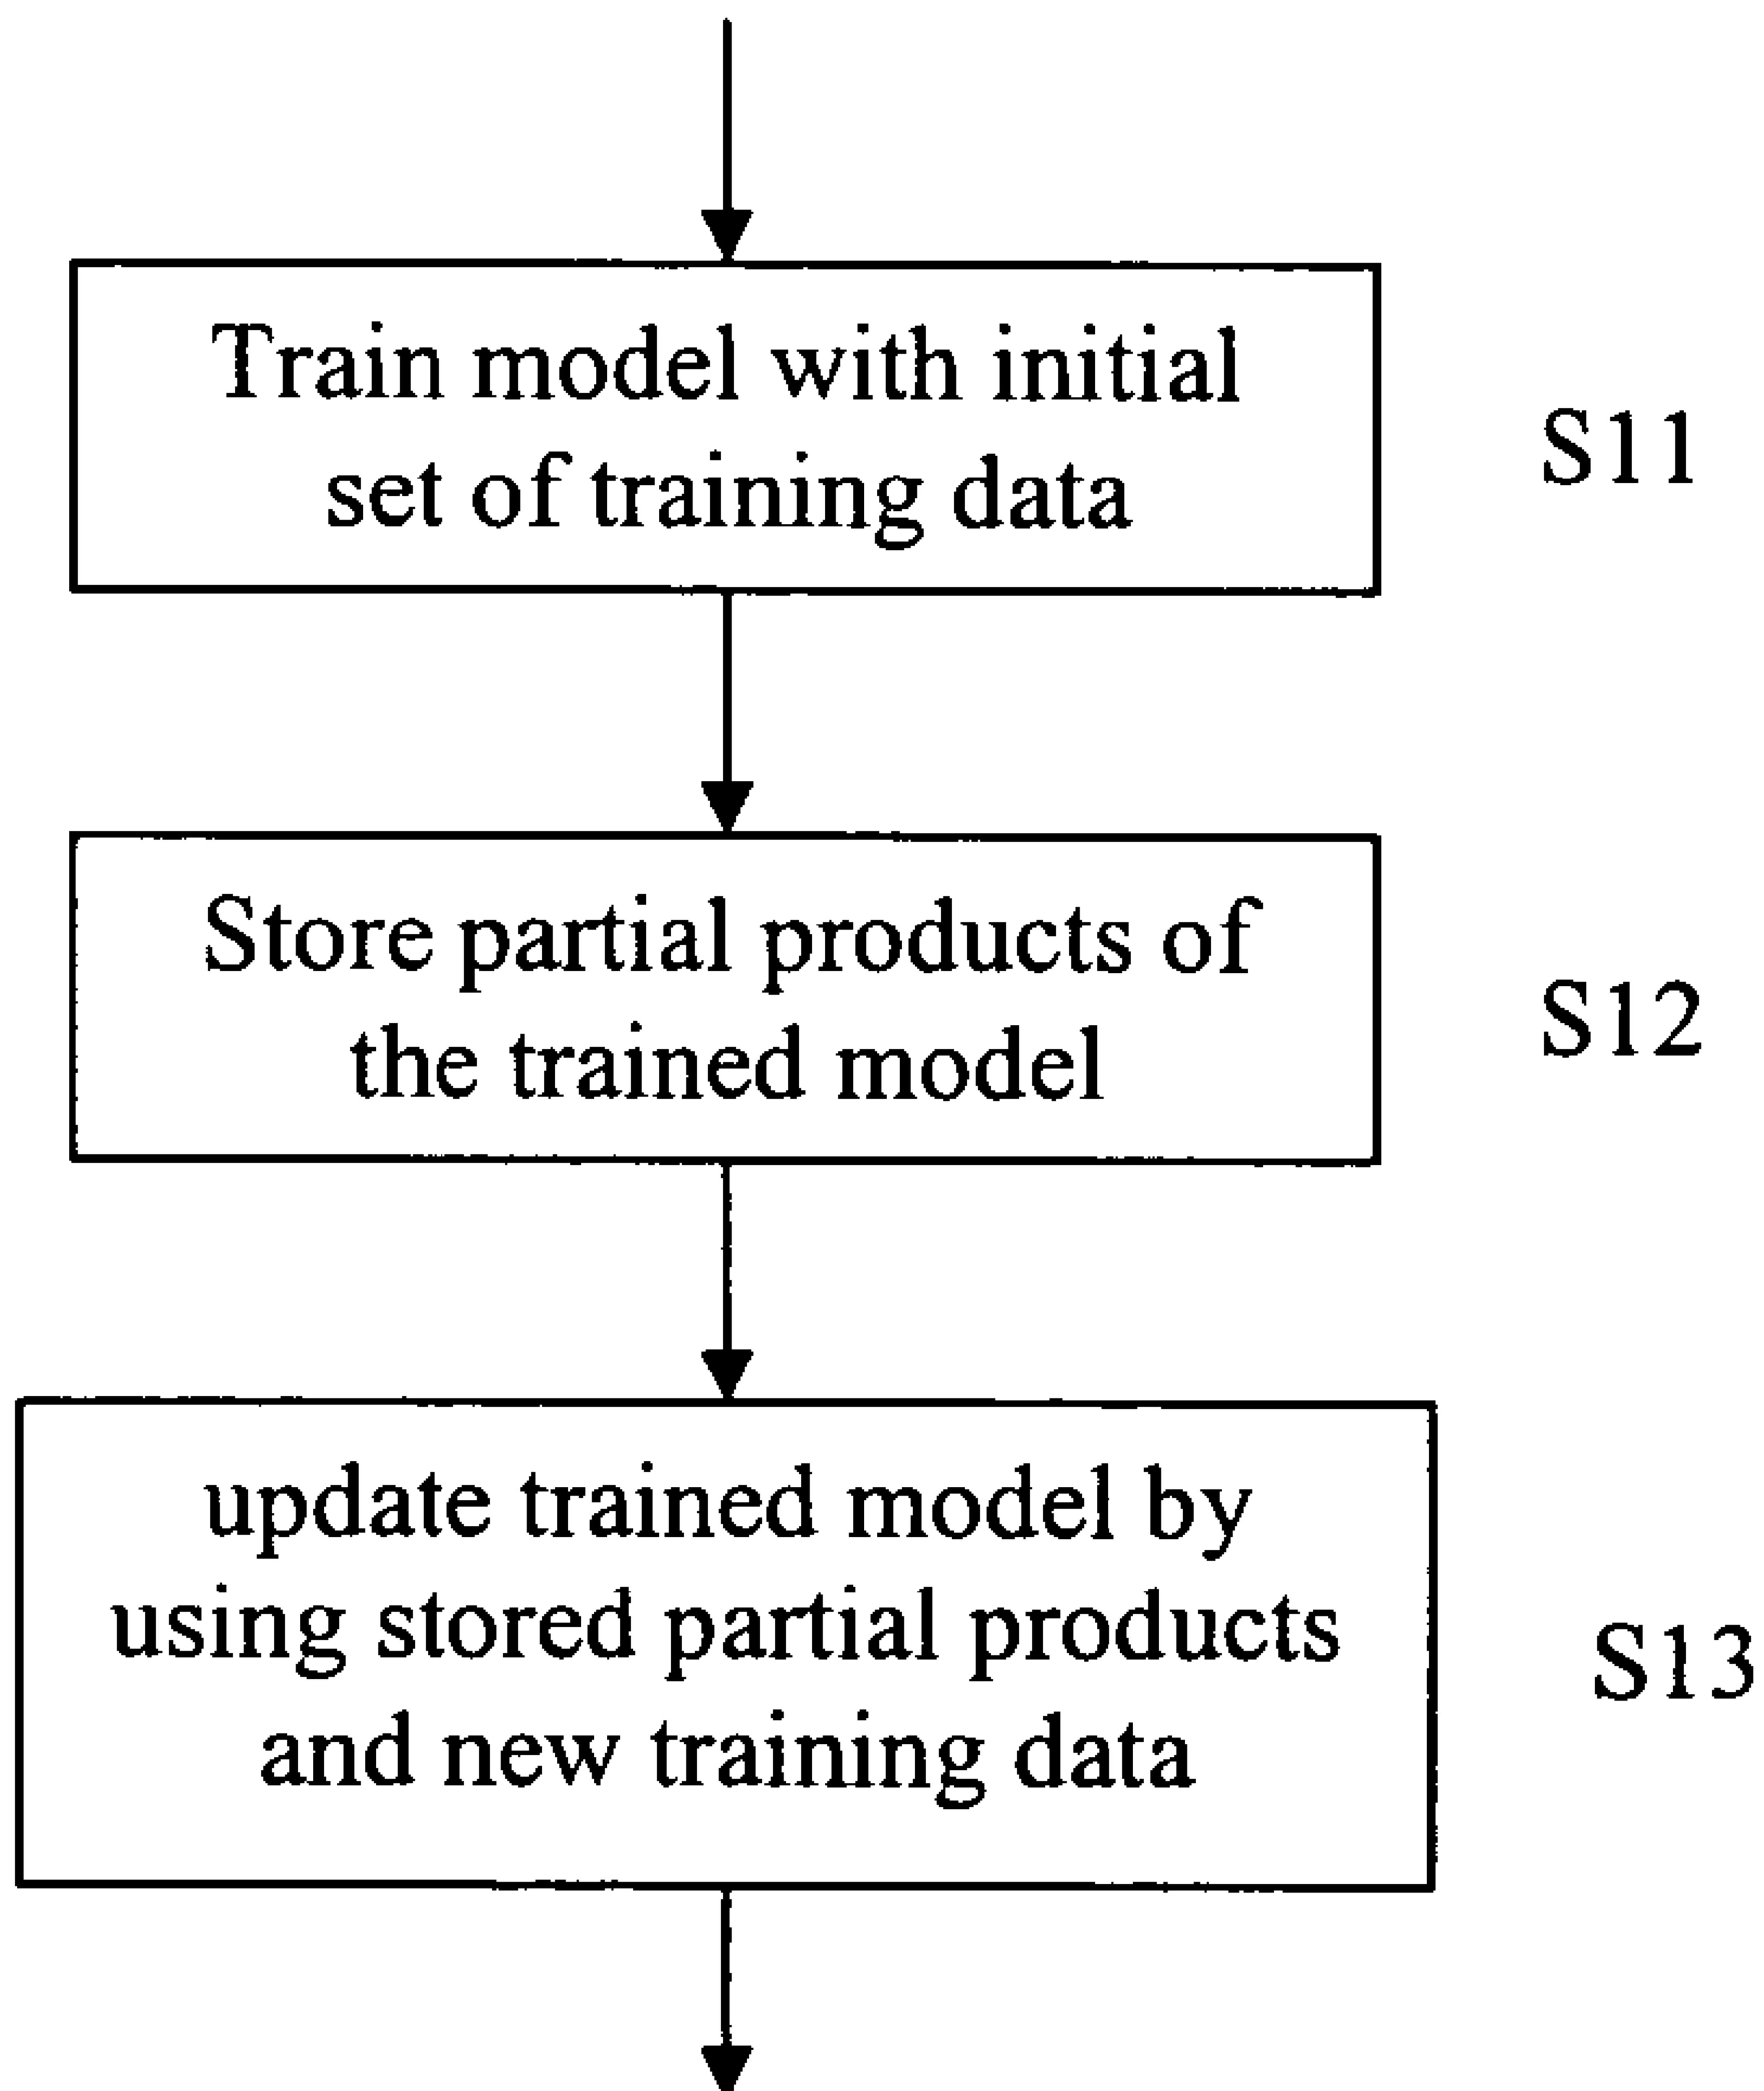 Train model with initial
set of training data
S11
Store partial products of
the trained model
S12
update trained model by
using stored partial products
and new training data
S13